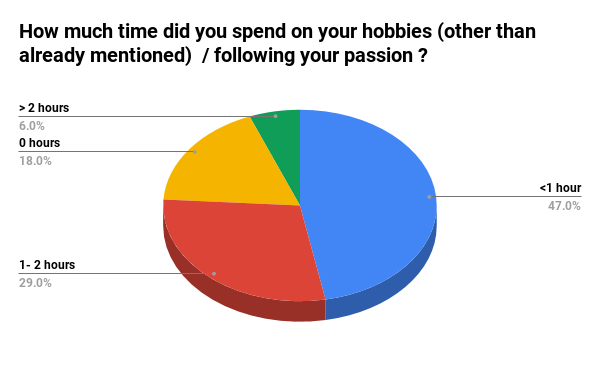 How much time did you spend on your hobbies (other than
already mentioned)  / following your passion ?
> 2 hours
6.0%
0 hours
18.0%
<1 hour
47.0%
1- 2 hours
29.0%